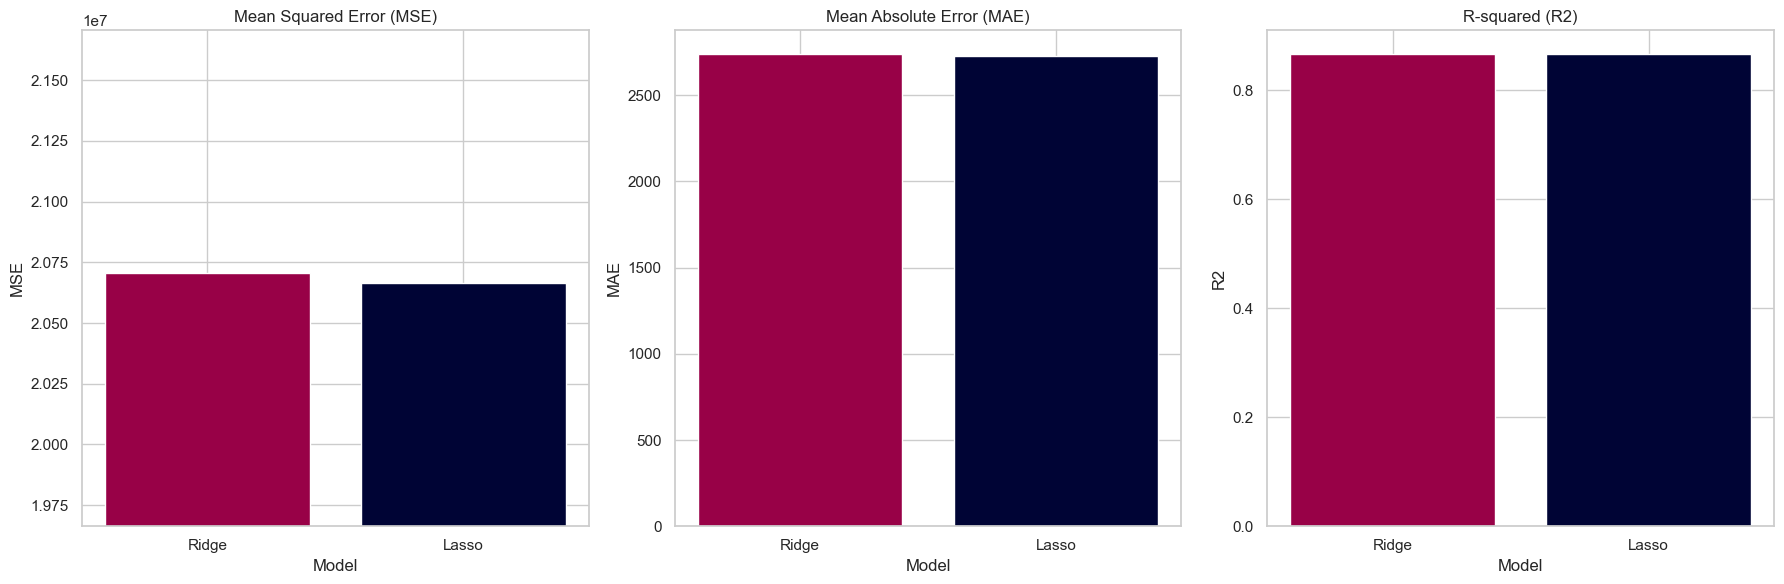 Mean Squared Error (MSE)
1e7
2.150
2.125
2.100
2.075
2.050
2.025
2.000
1.975
MSE
Ridge
Lasso
Model
Mean Absolute Error (MAE)
2500
2000
1500
1000
500
0
MAE
Ridge
Lasso
Model
R-squared (R2)
0.8
0.6
0.4
0.2
0.0
R2
Ridge
Lasso
Model